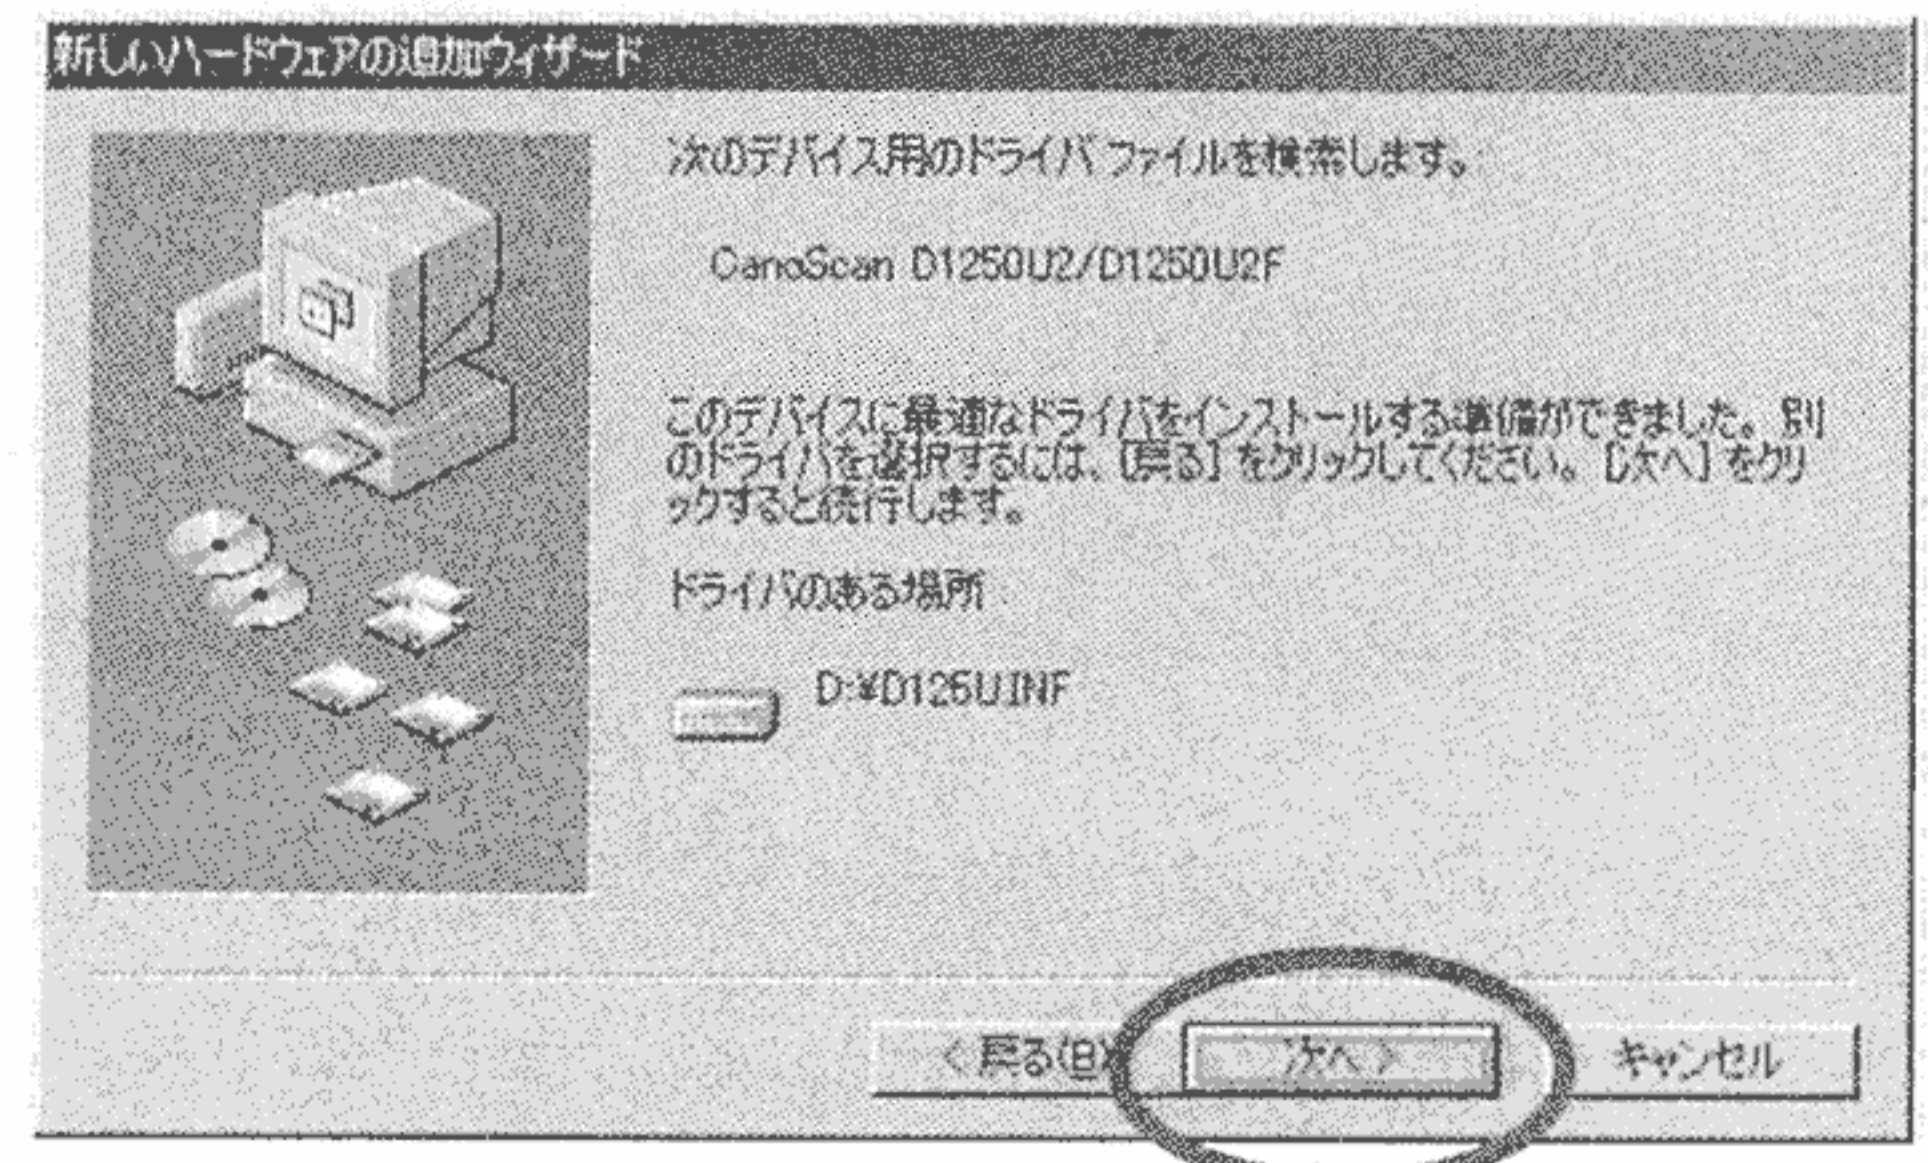 新しいハードウェアの追加ウィザード
次のデバイス用のドライバ ファイルを検索します。
CanoScan D1250U2/D1250U2F
このデバイスに最適なドライバをインストールする準備ができました。別
のドライバを選択するには、[戻る] をクリックしてください。[次へ] をクリ
ックすると続行します。
ドライバのある場所
D:¥D125UINF
< 戻る(B) 次へ > キャンセル